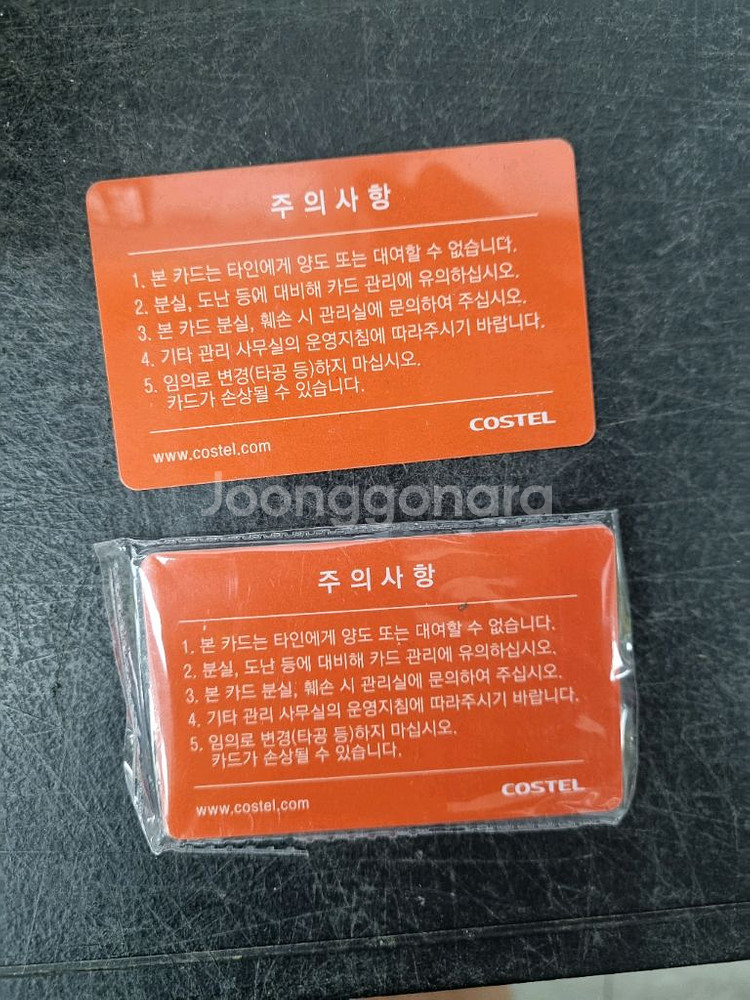 주의사항
1. 본 카드는 타인에게 양도 또는 대여할 수 없습니다.
2. 분실, 도난 등에 대비해 카드 관리에 유의하십시오.
3. 본 카드 분실, 훼손 시 관리실에 문의하여 주십시오.
4. 기타 관리 사무실의 운영지침에 따라주시기 바랍니다.
5. 임의로 변경(타공 등)하지 마십시오.
카드가 손상될 수 있습니다.
COSTEL
www.costel.com
Joonggonara
주의사항
1. 본 카드는 타인에게 양도 또는 대여할 수 없습니다.
2. 분실, 도난 등에 대비해 카드 관리에 유의하십시오.
3. 본 카드 분실, 훼손 시 관리실에 문의하여 주십시오.
4. 기타 관리 사무실의 운영지침에 따라주시기 바랍니다.
5. 임의로 변경(타공 등)하지 마십시오.
카드가 손상될 수 있습니다.
COSTEL
www.costel.com